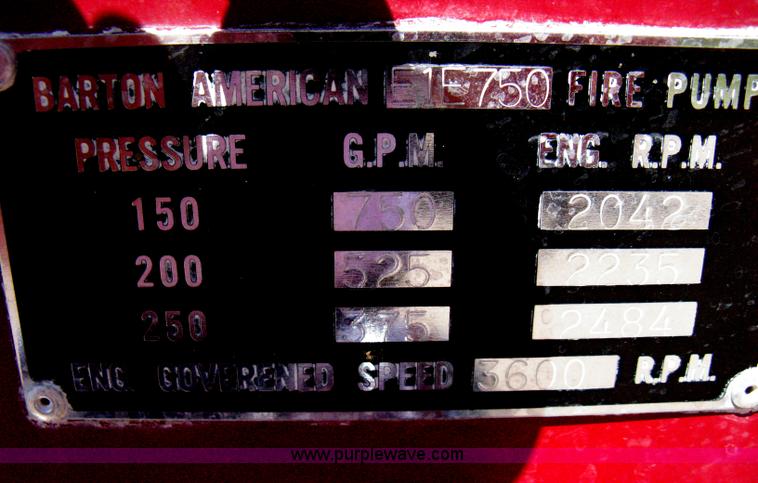 BARTON AMERICAN E1E750 FIRE PUMP
PRESSURE G.P.M. ENG. R.P.M.
150 750 2042
200 525 2235
250 375 2484
ENG. GOVERENED SPEED 3600 R.P.M.
www.purplewave.com